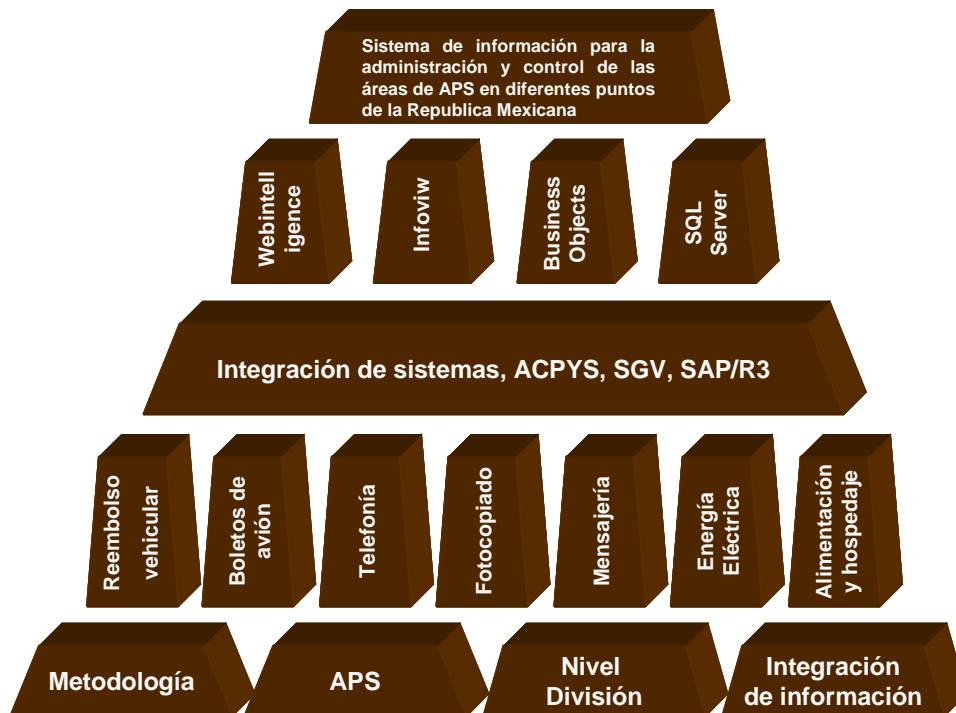 Sistema de información para la
administración y control de las
áreas de APS en diferentes puntos
de la Republica Mexicana
Webintell
igence
Infoviw
Business
Objects
SQL
Server
Integración de sistemas, ACPYS, SGV, SAP/R3
Reembolso
vehicular
Boletos de
avión
Telefonía
Fotocopiado
Mensajería
Energía
Eléctrica
Alimentación
y hospedaje
Metodología
APS
Nivel
División
Integración
de información